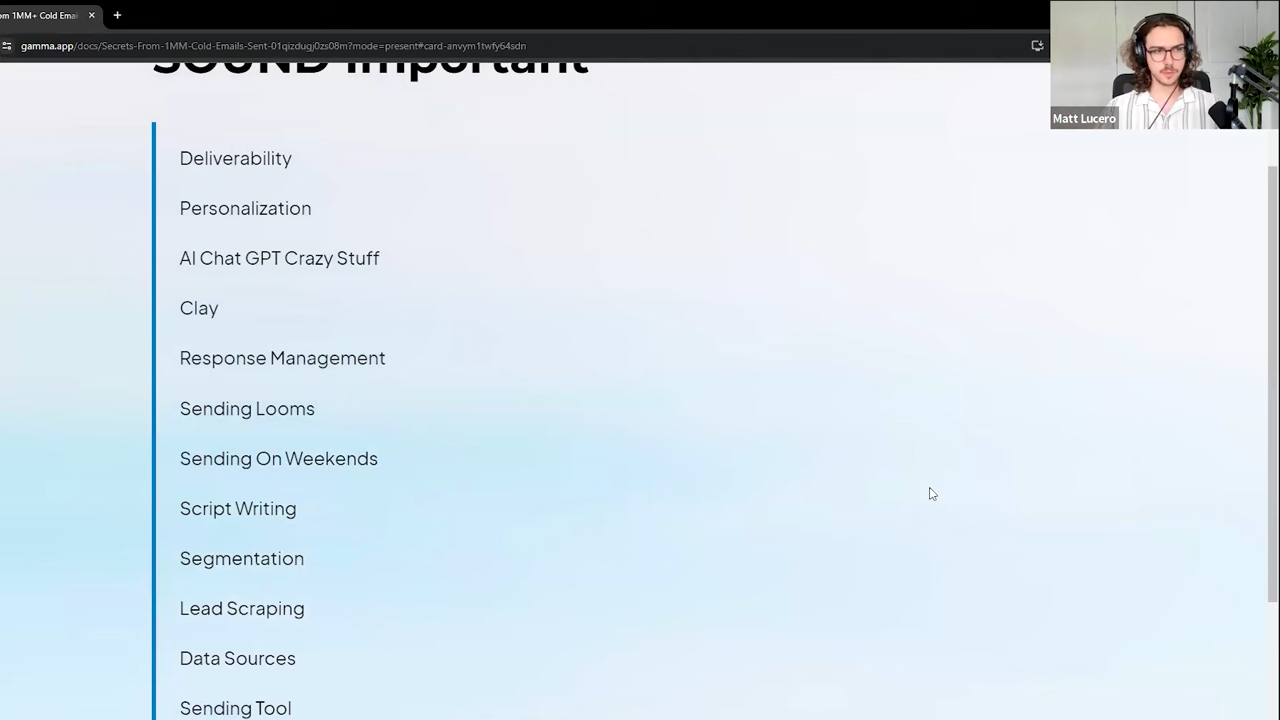 om 1MM+ Cold Emai
gamma.app/docs/Secrets-From-1MM-Cold-Emails-Sent-01qizdugj0zs08m?mode=present#card-anvym1twfy64sdn
Matt Lucero
SOUND Important
Deliverability
Personalization
AI Chat GPT Crazy Stuff
Clay
Response Management
Sending Looms
Sending On Weekends
Script Writing
Segmentation
Lead Scraping
Data Sources
Sending Tool